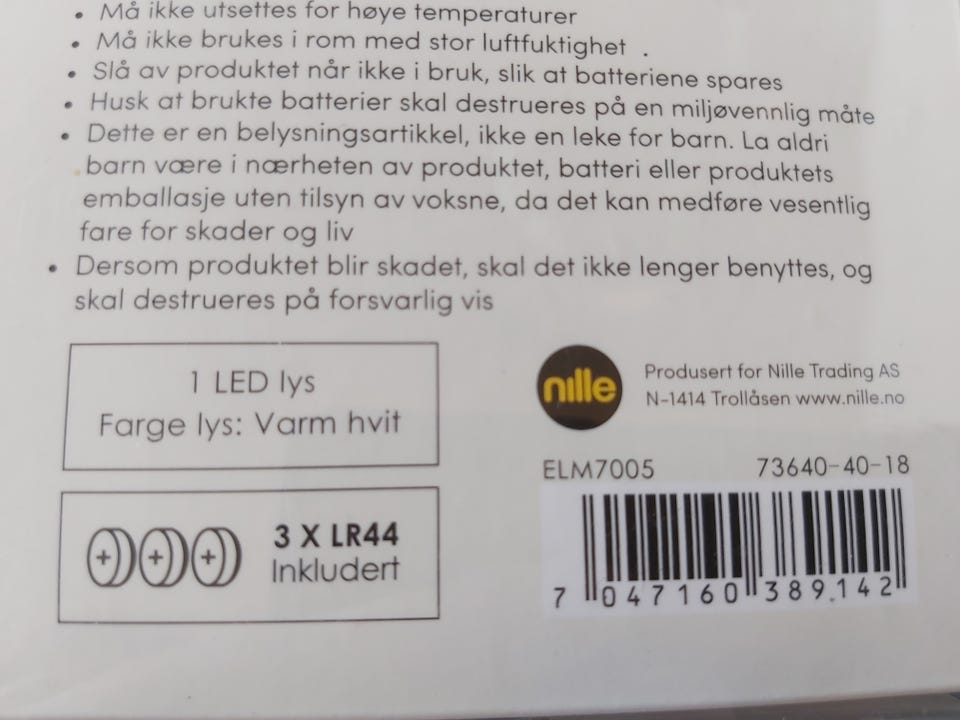 • Må ikke utsettes for høye temperaturer
• Må ikke brukes i rom med stor luftfuktighet .
• Slå av produktet når ikke i bruk, slik at batteriene spares
• Husk at brukte batterier skal destrueres på en miljøvennlig måte
• Dette er en belysningsartikkel, ikke en leke for barn. La aldri
barn være i nærheten av produktet, batteri eller produktets
emballasje uten tilsyn av voksne, da det kan medføre vesentlig
fare for skader og liv
• Dersom produktet blir skadet, skal det ikke lenger benyttes, og
skal destrueres på forsvarlig vis
1 LED lys
Farge lys: Varm hvit
+ + +
3 X LR44
Inkludert
nille
Produsert for Nille Trading AS
N-1414 Trollåsen www.nille.no
ELM7005 73640-40-18
7 047160 389142